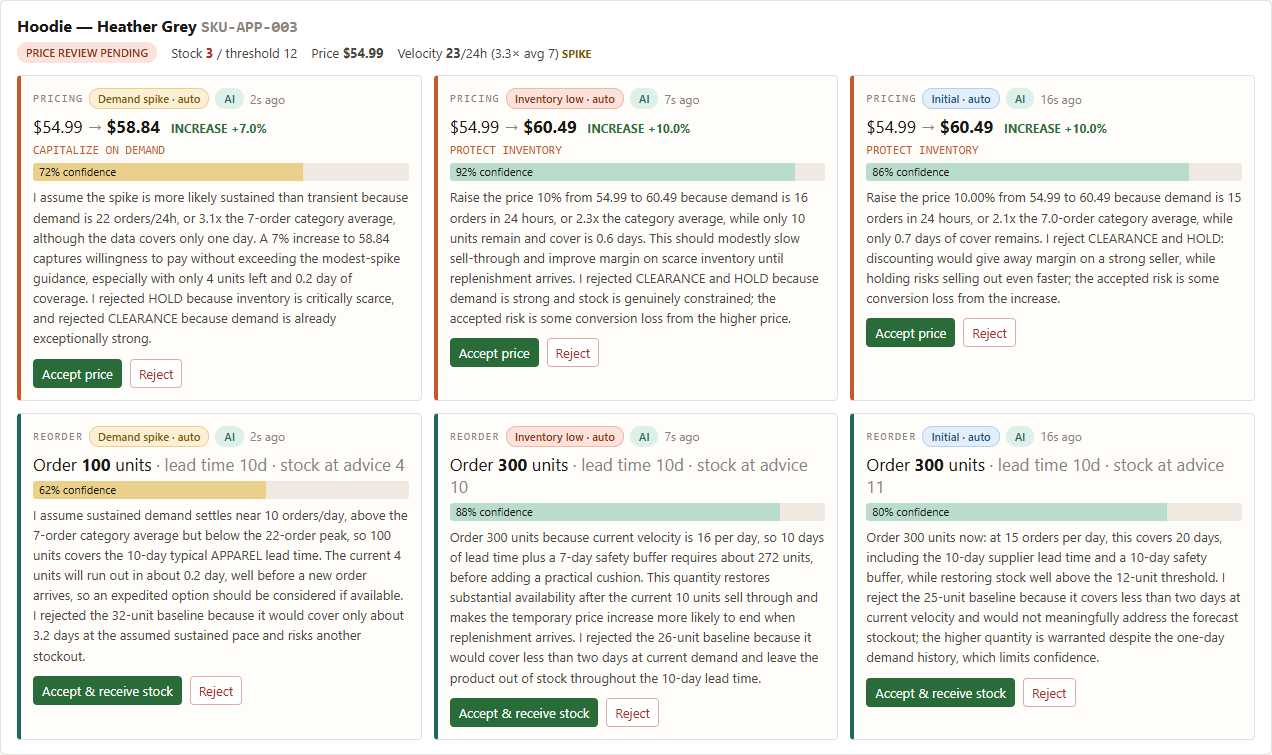 Hoodie — Heather Grey SKU-APP-003
PRICE REVIEW PENDING Stock 3 / threshold 12 Price $54.99 Velocity 23/24h (3.3× avg 7) SPIKE
PRICING Demand spike · auto AI 2s ago
$54.99 → $58.84 INCREASE +7.0%
CAPITALIZE ON DEMAND
72% confidence
I assume the spike is more likely sustained than transient because
demand is 22 orders/24h, or 3.1x the 7-order category average,
although the data covers only one day. A 7% increase to 58.84
captures willingness to pay without exceeding the modest-spike
guidance, especially with only 4 units left and 0.2 day of
coverage. I rejected HOLD because inventory is critically scarce,
and rejected CLEARANCE because demand is already
exceptionally strong.
Accept price Reject
PRICING Inventory low · auto AI 7s ago
$54.99 → $60.49 INCREASE +10.0%
PROTECT INVENTORY
92% confidence
Raise the price 10% from 54.99 to 60.49 because demand is 16
orders in 24 hours, or 2.3x the category average, while only 10
units remain and cover is 0.6 days. This should modestly slow
sell-through and improve margin on scarce inventory until
replenishment arrives. I rejected CLEARANCE and HOLD because
demand is strong and stock is genuinely constrained; the
accepted risk is some conversion loss from the higher price.
Accept price Reject
PRICING Initial · auto AI 16s ago
$54.99 → $60.49 INCREASE +10.0%
PROTECT INVENTORY
86% confidence
Raise the price 10.00% from 54.99 to 60.49 because demand is 15
orders in 24 hours, or 2.1x the 7.0-order category average, while
only 0.7 days of cover remains. I reject CLEARANCE and HOLD:
discounting would give away margin on a strong seller, while
holding risks selling out even faster; the accepted risk is some
conversion loss from the increase.
Accept price Reject
REORDER Demand spike · auto AI 2s ago
Order 100 units · lead time 10d · stock at advice 4
62% confidence
I assume sustained demand settles near 10 orders/day, above the
7-order category average but below the 22-order peak, so 100
units covers the 10-day typical APPAREL lead time. The current 4
units will run out in about 0.2 day, well before a new order
arrives, so an expedited option should be considered if available.
I rejected the 32-unit baseline because it would cover only about
3.2 days at the assumed sustained pace and risks another
stockout.
Accept & receive stock Reject
REORDER Inventory low · auto AI 7s ago
Order 300 units · lead time 10d · stock at advice
10
88% confidence
Order 300 units because current velocity is 16 per day, so 10 days
of lead time plus a 7-day safety buffer requires about 272 units,
before adding a practical cushion. This quantity restores
substantial availability after the current 10 units sell through and
makes the temporary price increase more likely to end when
replenishment arrives. I rejected the 26-unit baseline because it
would cover less than two days at current demand and leave the
product out of stock throughout the 10-day lead time.
Accept & receive stock Reject
REORDER Initial · auto AI 16s ago
Order 300 units · lead time 10d · stock at advice
11
80% confidence
Order 300 units now: at 15 orders per day, this covers 20 days,
including the 10-day supplier lead time and a 10-day safety
buffer, while restoring stock well above the 12-unit threshold. I
reject the 25-unit baseline because it covers less than two days at
current velocity and would not meaningfully address the forecast
stockout; the higher quantity is warranted despite the one-day
demand history, which limits confidence.
Accept & receive stock Reject